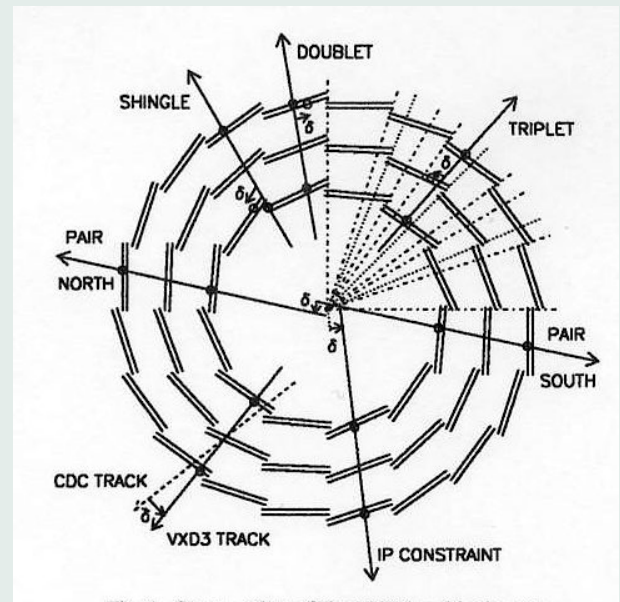 DOUBLET
SHINGLE
δ
TRIPLET
δ
δ
PAIR
NORTH
δ
δ
PAIR
SOUTH
CDC TRACK
δ
VXD3 TRACK
IP CONSTRAINT